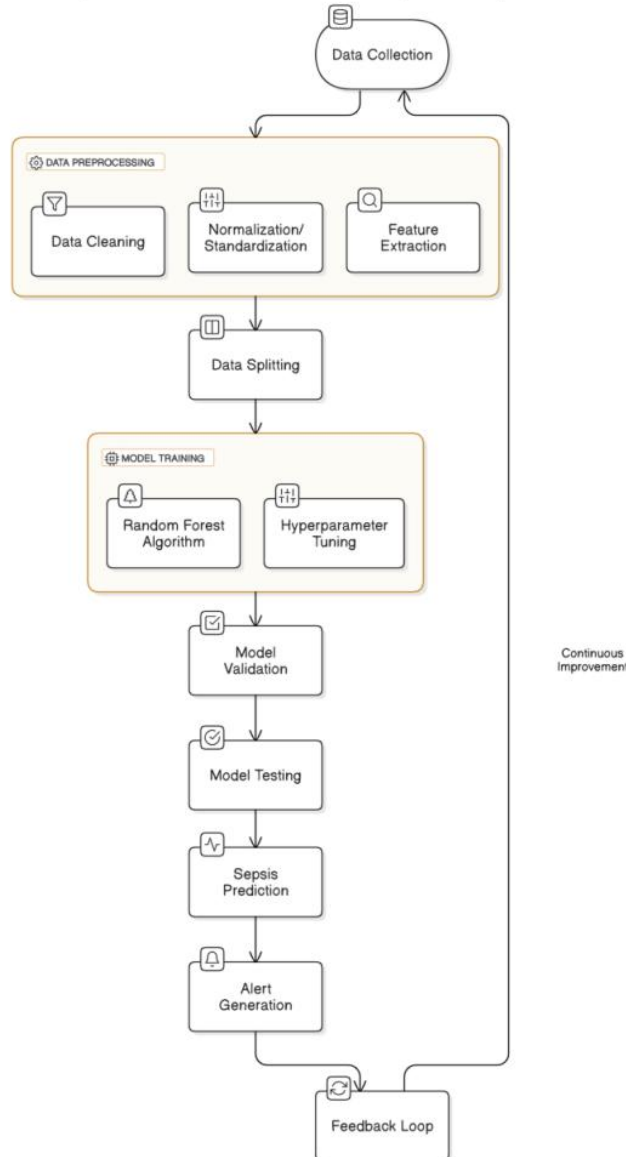 Data Collection
DATA PREPROCESSING
Data Cleaning
Normalization/
Standardization
Feature
Extraction
Data Splitting
MODEL TRAINING
Random Forest
Algorithm
Hyperparameter
Tuning
Model
Validation
Continuous
Improvement
Model Testing
Sepsis
Prediction
Alert
Generation
Feedback Loop